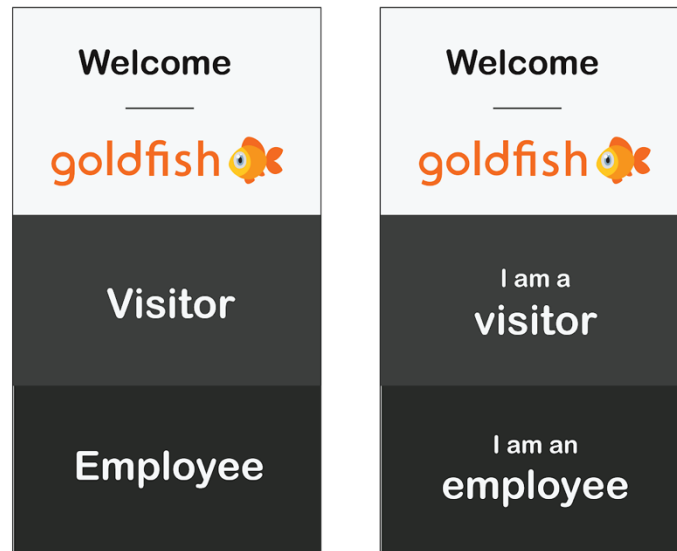 Welcome
goldfish
Visitor
Employee
Welcome
goldfish
I am a
visitor
I am an
employee